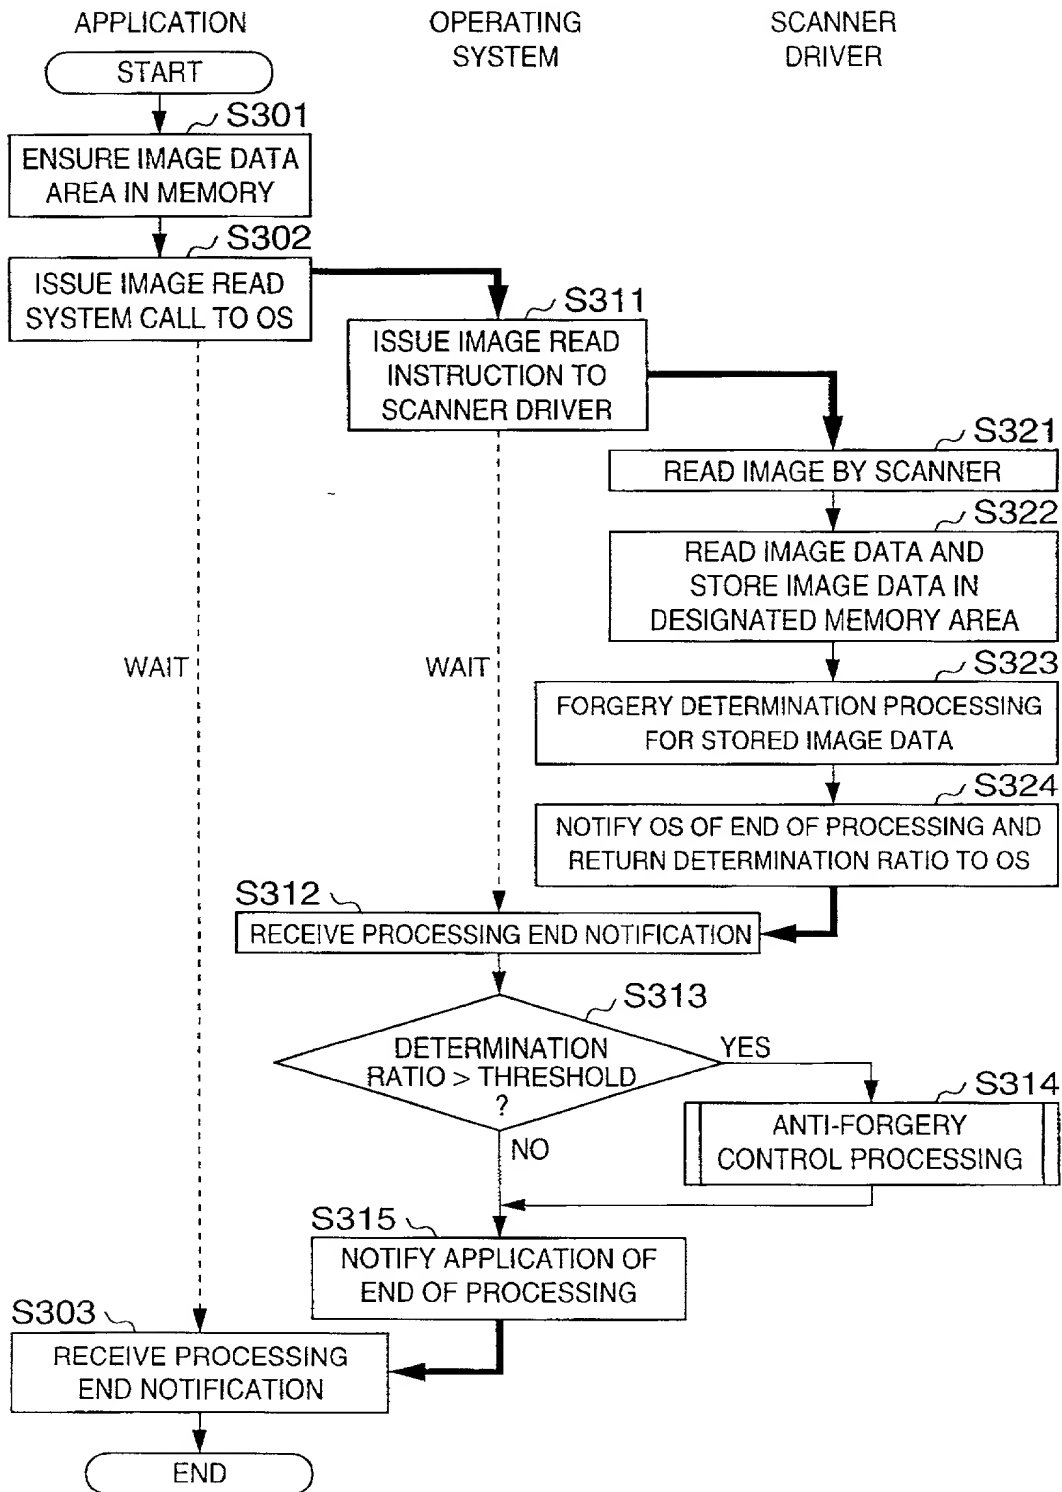 APPLICATION
OPERATING
SYSTEM
SCANNER
DRIVER
START
S301
ENSURE IMAGE DATA
AREA IN MEMORY
S302
ISSUE IMAGE READ
SYSTEM CALL TO OS
S311
ISSUE IMAGE READ
INSTRUCTION TO
SCANNER DRIVER
S321
READ IMAGE BY SCANNER
S322
READ IMAGE DATA AND
STORE IMAGE DATA IN
DESIGNATED MEMORY AREA
WAIT
WAIT
S323
FORGERY DETERMINATION PROCESSING
FOR STORED IMAGE DATA
S324
NOTIFY OS OF END OF PROCESSING AND
RETURN DETERMINATION RATIO TO OS
S312
RECEIVE PROCESSING END NOTIFICATION
S313
DETERMINATION
RATIO > THRESHOLD
?
YES
NO
S314
ANTI-FORGERY
CONTROL PROCESSING
S315
NOTIFY APPLICATION OF
END OF PROCESSING
S303
RECEIVE PROCESSING
END NOTIFICATION
END